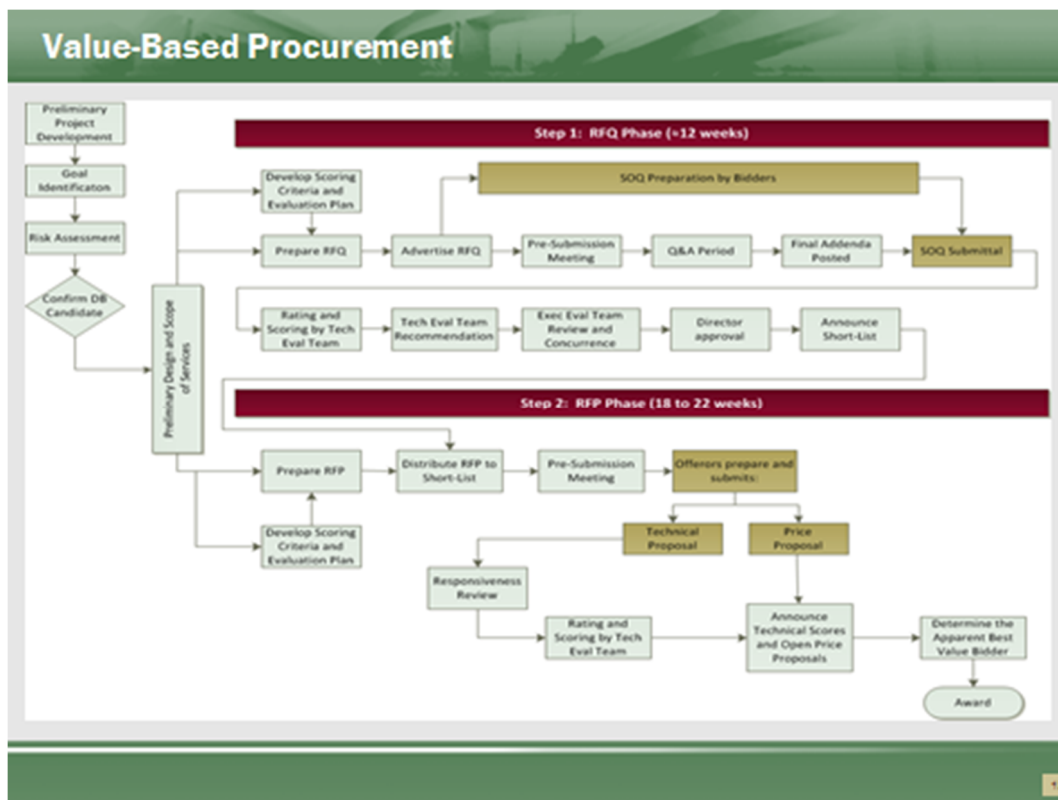 Value-Based Procurement
Preliminary
Project
Development
Goal
Identificaton
Risk Assessment
Confirm DB
Candidate
Preliminary Design and Scope
of Services
Step 1: RFQ Phase (≈12 weeks)
Develop Scoring
Criteria and
Evaluation Plan
SOQ Preparation by Bidders
Prepare RFQ
Advertise RFQ
Pre-Submission
Meeting
Q&A Period
Final Addenda
Posted
SOQ Submittal
Rating and
Scoring by Tech
Eval Team
Tech Eval Team
Recommendation
Exec Eval Team
Review and
Concurrence
Director
approval
Announce
Short-List
Step 2: RFP Phase (18 to 22 weeks)
Prepare RFP
Distribute RFP to
Short-List
Pre-Submission
Meeting
Offerors prepare and
submits:
Develop Scoring
Criteria and
Evaluation Plan
Technical
Proposal
Price
Proposal
Responsiveness
Review
Rating and
Scoring by Tech
Eval Team
Announce
Technical Scores
and Open Price
Proposals
Determine the
Apparent Best
Value Bidder
Award